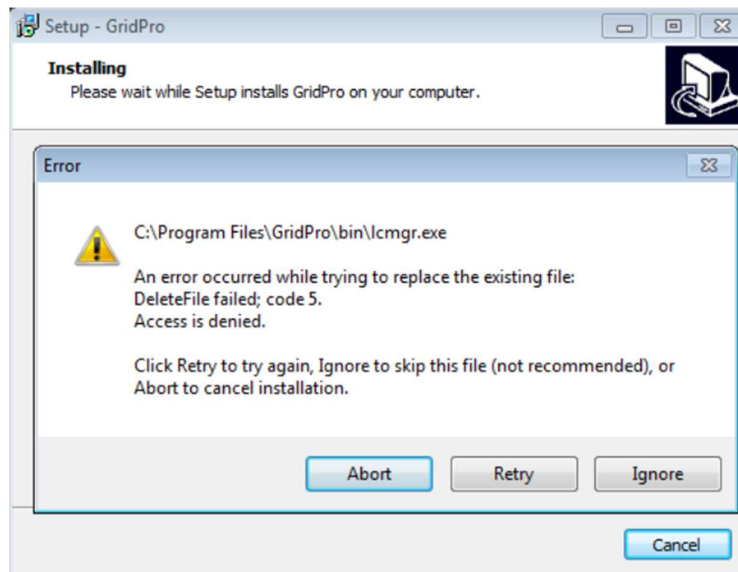 Setup - GridPro
Installing
Please wait while Setup installs GridPro on your computer.
Error
C:\Program Files\GridPro\bin\lcmgr.exe
An error occurred while trying to replace the existing file:
DeleteFile failed; code 5.
Access is denied.
Click Retry to try again, Ignore to skip this file (not recommended), or
Abort to cancel installation.
Abort
Retry
Ignore
Cancel